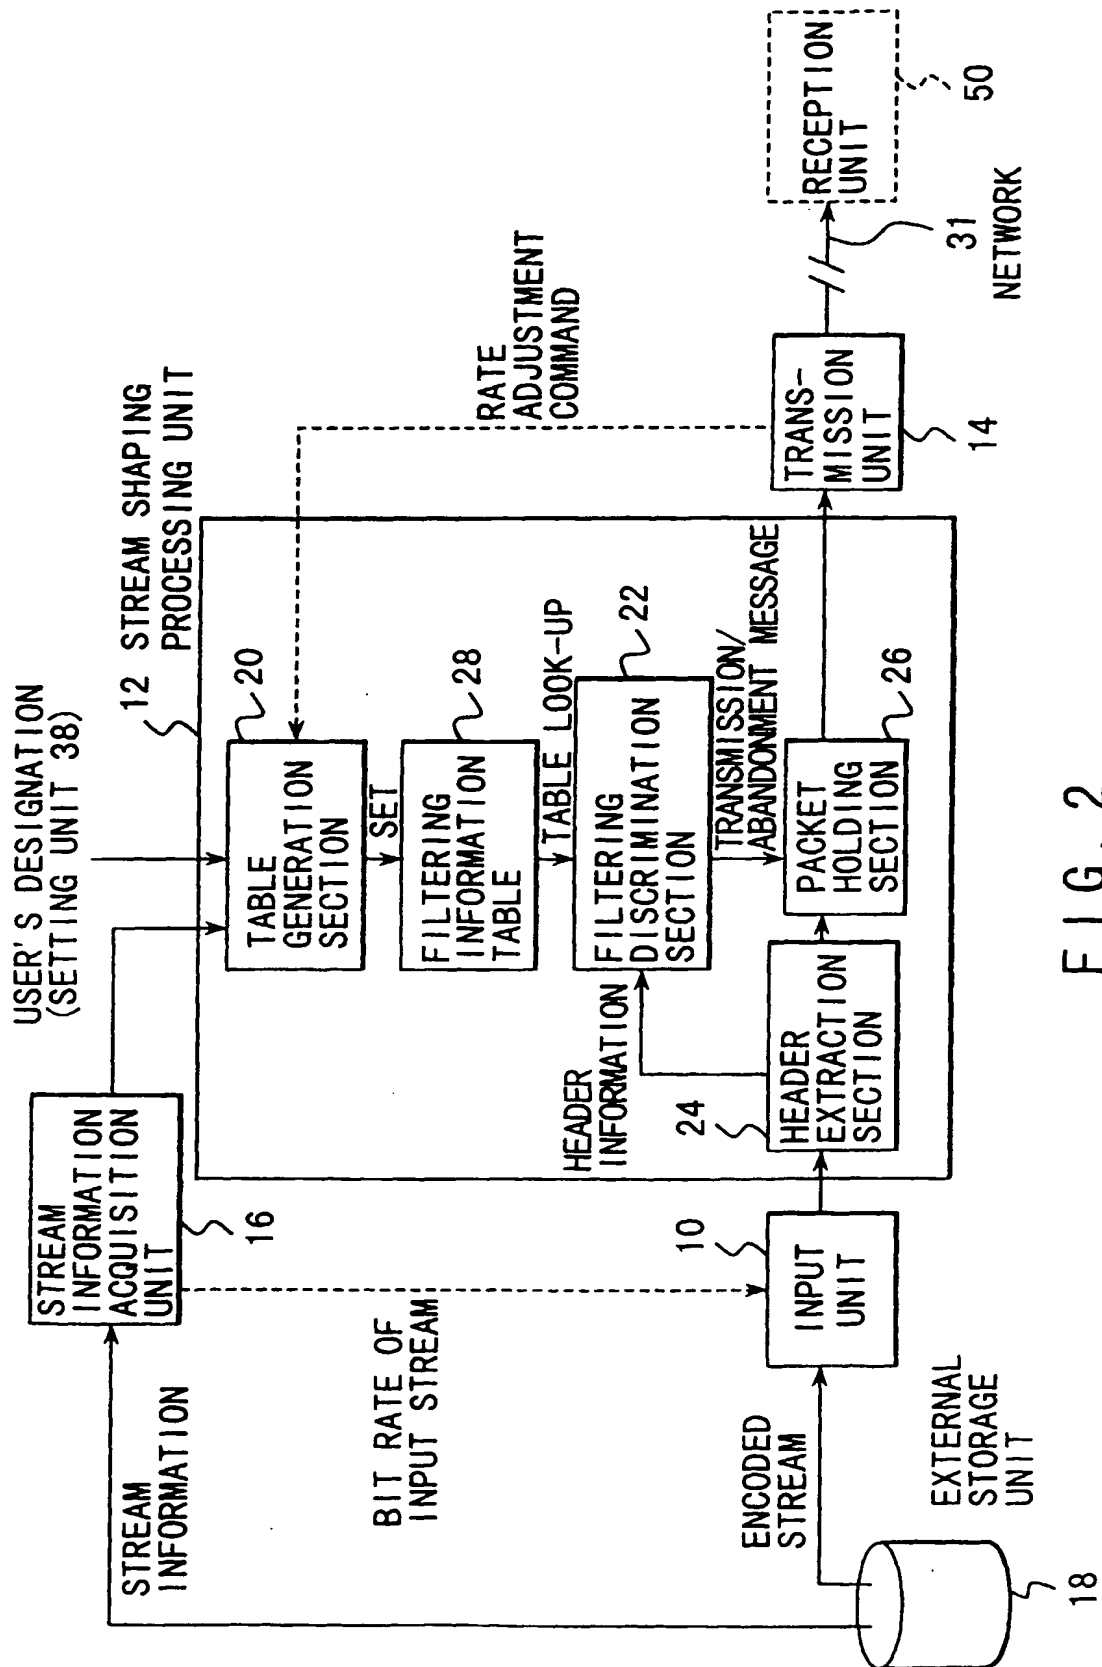 USER'S DESIGNATION
(SETTING UNIT 38)
12 STREAM SHAPING
PROCESSING UNIT
STREAM
INFORMATION
ACQUISITION
UNIT
16
STREAM
INFORMATION
BIT RATE OF
INPUT STREAM
TABLE
GENERATION
SECTION
20
SET
FILTERING
INFORMATION
TABLE
28
TABLE LOOK-UP
FILTERING
DISCRIMINATION
SECTION
22
TRANSMISSION/
ABANDONMENT MESSAGE
HEADER
INFORMATION
RATE
ADJUSTMENT
COMMAND
ENCODED
STREAM
EXTERNAL
STORAGE
UNIT
18
INPUT
UNIT
10
HEADER
EXTRACTION
SECTION
24
PACKET
HOLDING
SECTION
26
TRANS-
MISSION
UNIT
14
31
NETWORK
RECEPTION
UNIT
50
FIG. 2